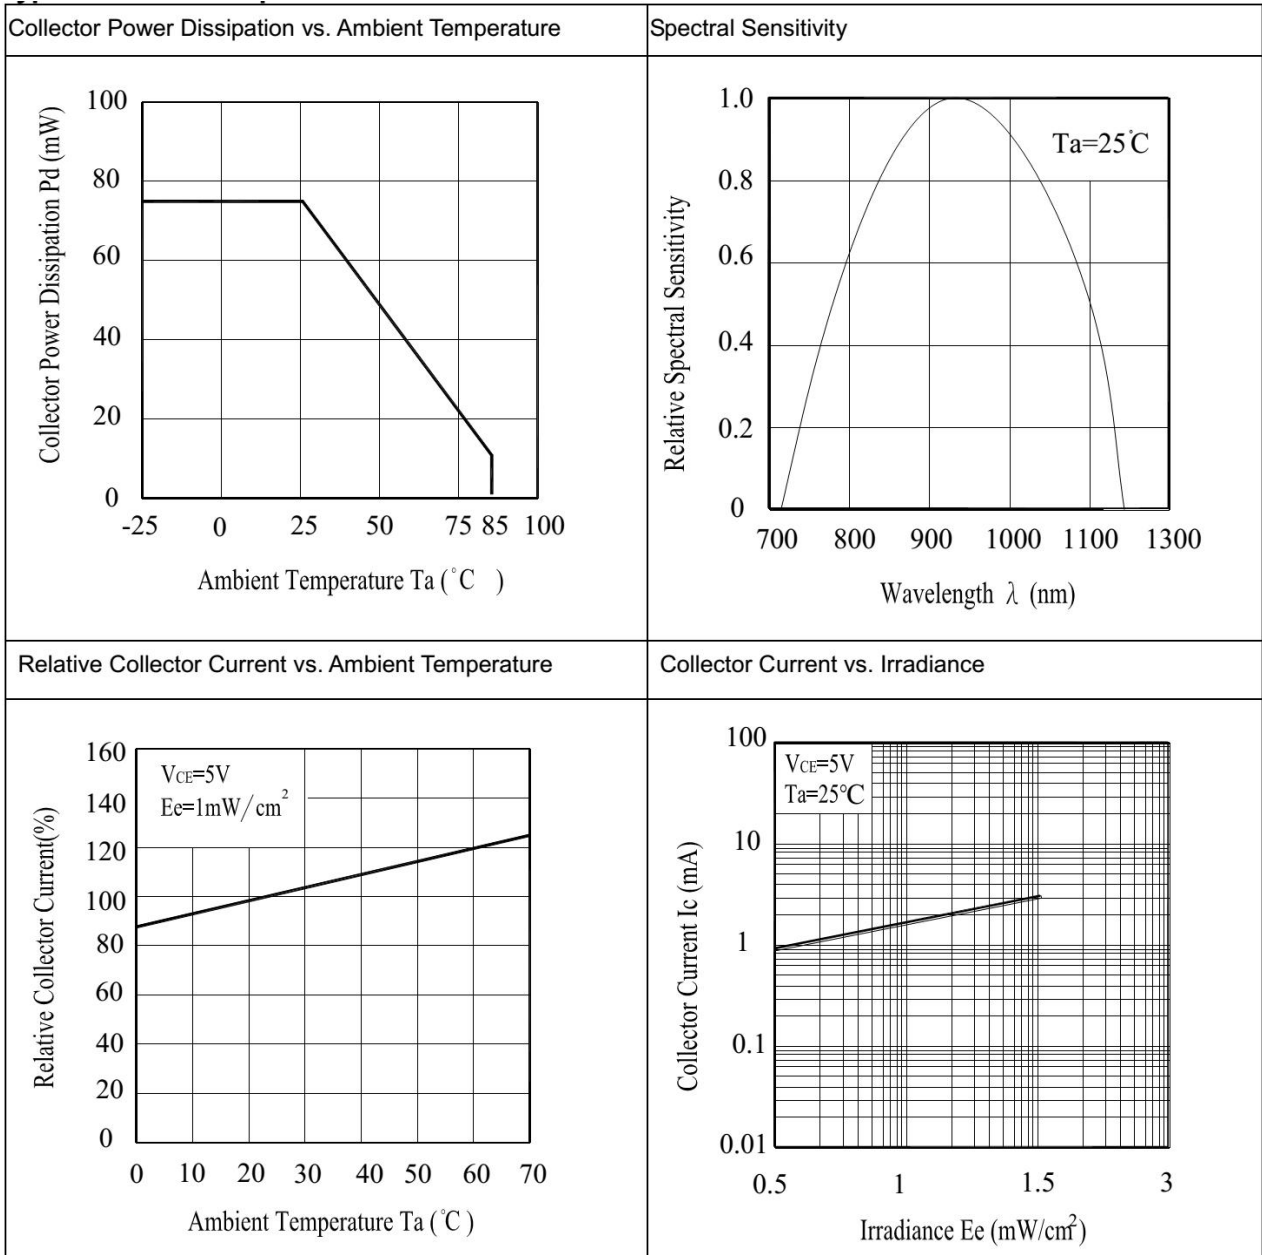 Collector Power Dissipation vs. Ambient Temperature
Spectral Sensitivity
Collector Power Dissipation Pd (mW)
100
80
60
40
20
0
-25 0 25 50 75 85 100
Ambient Temperature Ta (°C )
Relative Spectral Sensitivity
1.0
0.8
0.6
0.4
0.2
0
Ta=25°C
700 800 900 1000 1100 1300
Wavelength λ (nm)
Relative Collector Current vs. Ambient Temperature
Collector Current vs. Irradiance
Relative Collector Current(%)
160
140
120
100
80
60
40
20
0
VCE=5V
Ee=1mW/cm²
0 10 20 30 40 50 60 70
Ambient Temperature Ta (°C )
Collector Current Ic (mA)
100
10
1
0.1
0.01
VCE=5V
Ta=25°C
0.5 1 1.5 3
Irradiance Ee (mW/cm²)